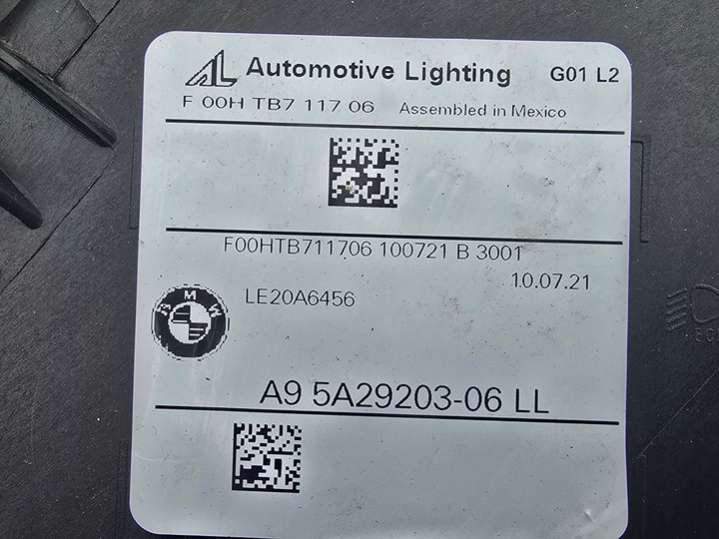 AL Automotive Lighting G01 L2
F 00H TB7 117 06 Assembled in Mexico
F00HTB711706 100721 B 3001
10.07.21
LE20A6456
BMW
A9 5A29203-06 LL